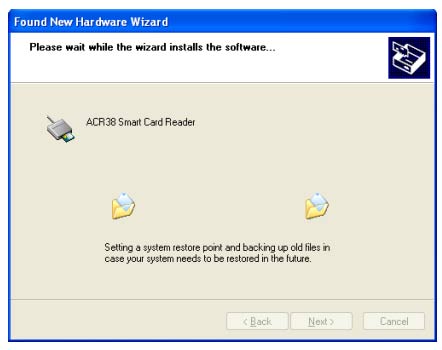 Found New Hardware Wizard
Please wait while the wizard installs the software...
ACR38 Smart Card Reader
Setting a system restore point and backing up old files in
case your system needs to be restored in the future.
< Back
Next >
Cancel